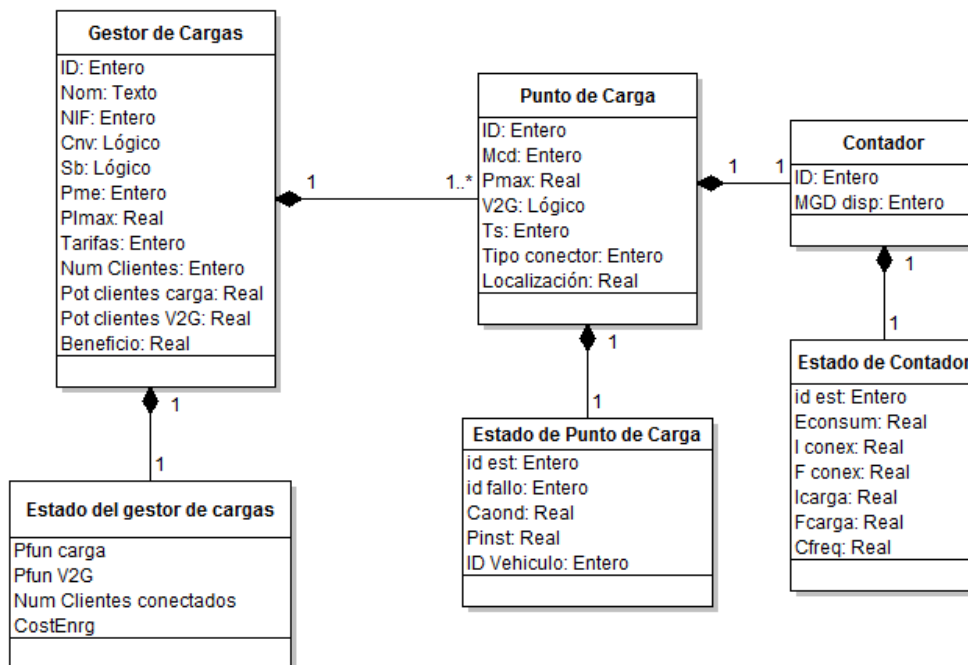 Gestor de Cargas
ID: Entero
Nom: Texto
NIF: Entero
Cnv: Lógico
Sb: Lógico
Pme: Entero
PImax: Real
Tarifas: Entero
Num Clientes: Entero
Pot clientes carga: Real
Pot clientes V2G: Real
Beneficio: Real
1
1..*
Punto de Carga
ID: Entero
Mcd: Entero
Pmax: Real
V2G: Lógico
Ts: Entero
Tipo conector: Entero
Localización: Real
1
1
Contador
ID: Entero
MGD disp: Entero
1
1
Estado del gestor de cargas
Pfun carga
Pfun V2G
Num Clientes conectados
CostEnrg
1
1
Estado de Punto de Carga
id est: Entero
id fallo: Entero
Caond: Real
Pinst: Real
ID Vehiculo: Entero
1
1
Estado de Contador
id est: Entero
Econsum: Real
I conex: Real
F conex: Real
Icarga: Real
Fcarga: Real
Cfreq: Real